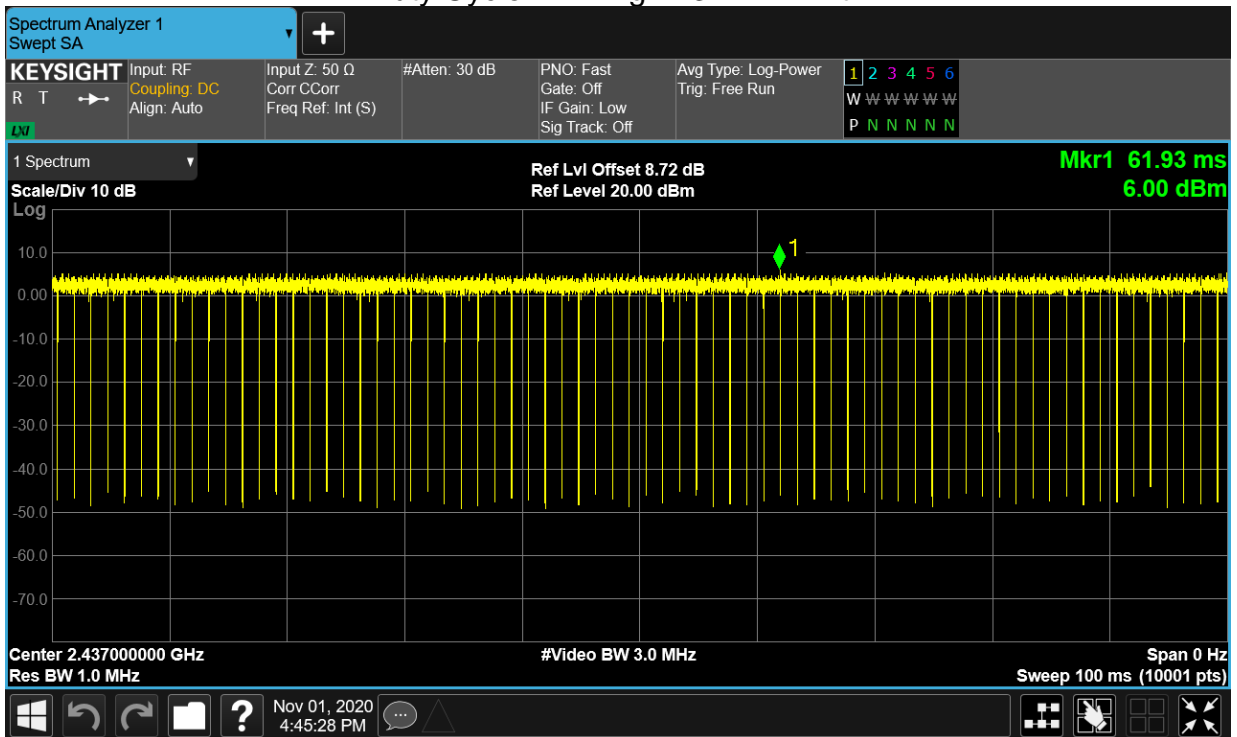 Spectrum Analyzer 1
Swept SA
KEYSIGHT
R T
LXI
Input: RF
Coupling: DC
Align: Auto
Input Z: 50 Ω
Corr CCorr
Freq Ref: Int (S)
#Atten: 30 dB
PNO: Fast
Gate: Off
IF Gain: Low
Sig Track: Off
Avg Type: Log-Power
Trig: Free Run
1 2 3 4 5 6
W W W W W W
P N N N N N
1 Spectrum
Scale/Div 10 dB
Log
Ref Lvl Offset 8.72 dB
Ref Level 20.00 dBm
Mkr1 61.93 ms
6.00 dBm
1
10.0
0.00
-10.0
-20.0
-30.0
-40.0
-50.0
-60.0
-70.0
Center 2.437000000 GHz
Res BW 1.0 MHz
#Video BW 3.0 MHz
Span 0 Hz
Sweep 100 ms (10001 pts)
?
Nov 01, 2020
4:45:28 PM